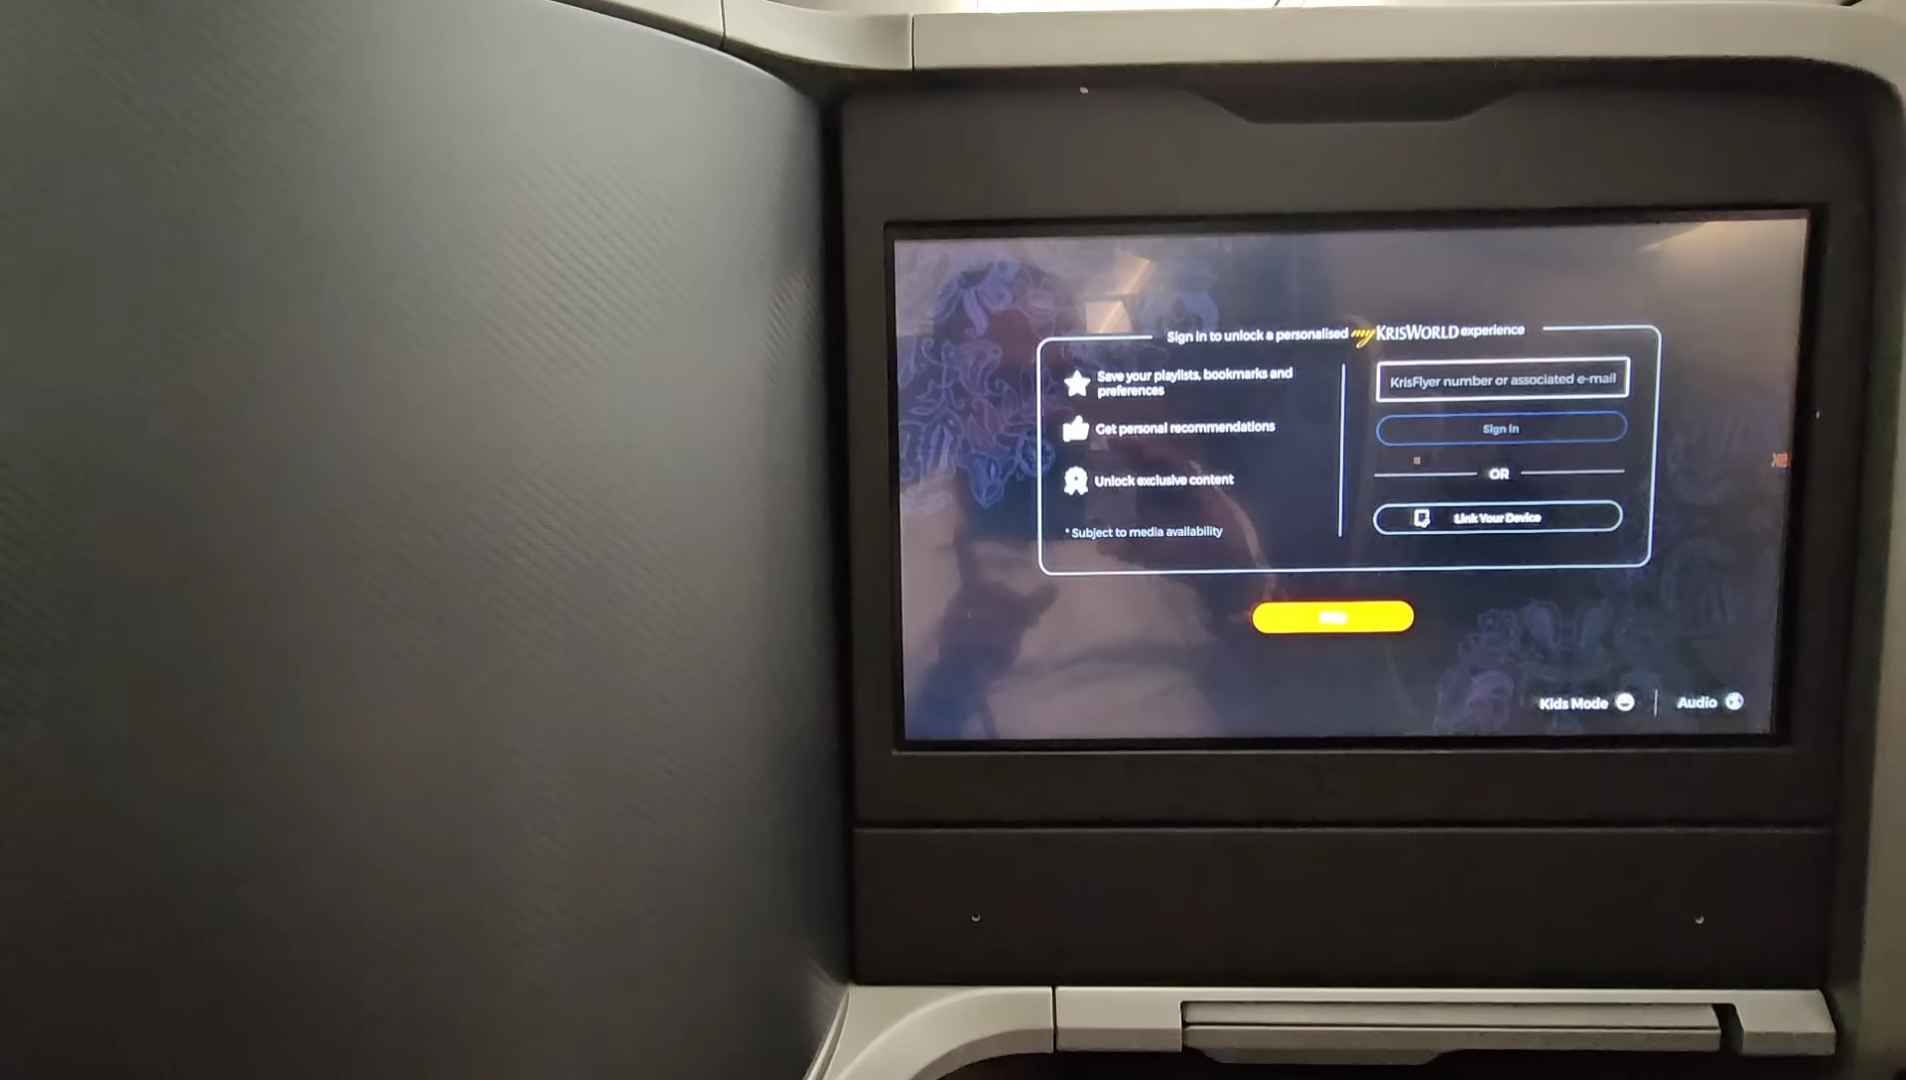 Sign in to unlock a personalised myKRISWORLD experience
Save your playlists, bookmarks and
preferences
Get personal recommendations
Unlock exclusive content
* Subject to media availability
KrisFlyer number or associated e-mail
Sign in
OR
Link Your Device
Kids Mode
Audio